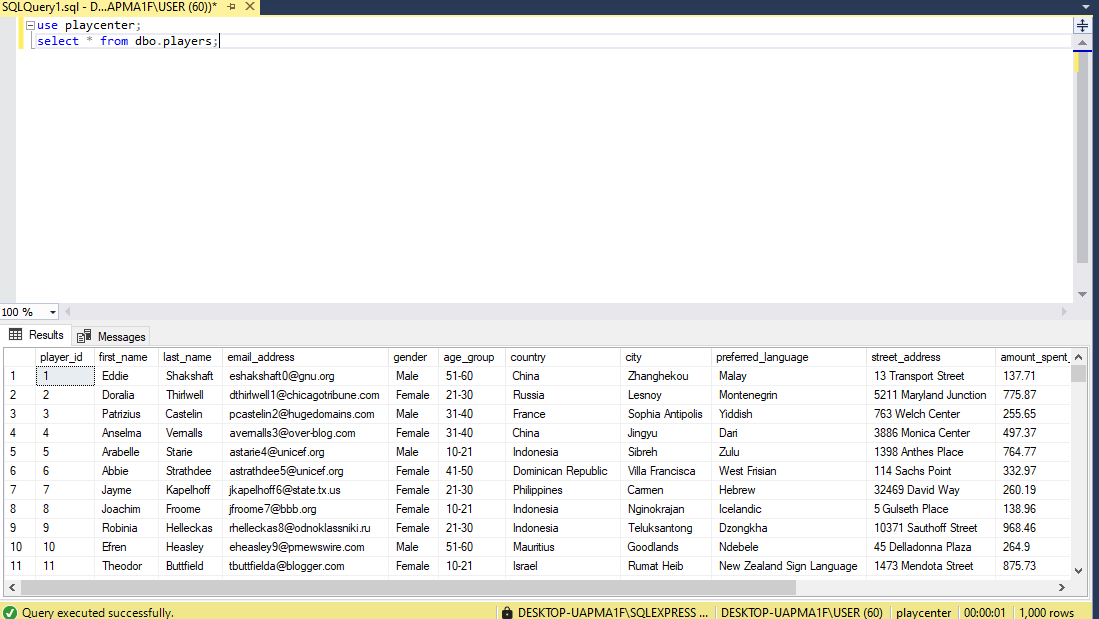 SQLQuery1.sql - D...APMA1F\USER (60))*
use playcenter;
select * from dbo.players;
100 %
Results Messages
player_id first_name last_name email_address gender age_group country city preferred_language street_address amount_spent_
1 1 Eddie Shakshaft eshakshaft0@gnu.org Male 51-60 China Zhanghekou Malay 13 Transport Street 137.71
2 2 Doralia Thirlwell dthirlwell1@chicagotribune.com Female 21-30 Russia Lesnoy Montenegrin 5211 Maryland Junction 775.87
3 3 Patrizius Castelin pcastelin2@hugedomains.com Male 31-40 France Sophia Antipolis Yiddish 763 Welch Center 255.65
4 4 Anselma Vernalls avernalls3@over-blog.com Female 31-40 China Jingyu Dari 3886 Monica Center 497.37
5 5 Arabelle Starie astarie4@unicef.org Male 10-21 Indonesia Sibreh Zulu 1398 Anthes Place 764.77
6 6 Abbie Strathdee astrathdee5@unicef.org Female 41-50 Dominican Republic Villa Francisca West Frisian 114 Sachs Point 332.97
7 7 Jayme Kapelhoff jkapelhoff6@state.tx.us Female 21-30 Philippines Carmen Hebrew 32469 David Way 260.19
8 8 Joachim Froome jfroome7@bbb.org Female 10-21 Indonesia Nginokrajan Icelandic 5 Gulseth Place 138.96
9 9 Robinia Helleckas rhelleckas8@odnoklassniki.ru Female 21-30 Indonesia Teluksantong Dzongkha 10371 Sauthoff Street 968.46
10 10 Efren Heasley eheasley9@prnewswire.com Male 51-60 Mauritius Goodlands Ndebele 45 Delladonna Plaza 264.9
11 11 Theodor Buttfield tbuttfielda@blogger.com Female 10-21 Israel Rumat Heib New Zealand Sign Language 1473 Mendota Street 875.73
Query executed successfully. DESKTOP-UAPMA1F\SQLEXPRESS ... DESKTOP-UAPMA1F\USER (60) playcenter 00:00:01 1,000 rows